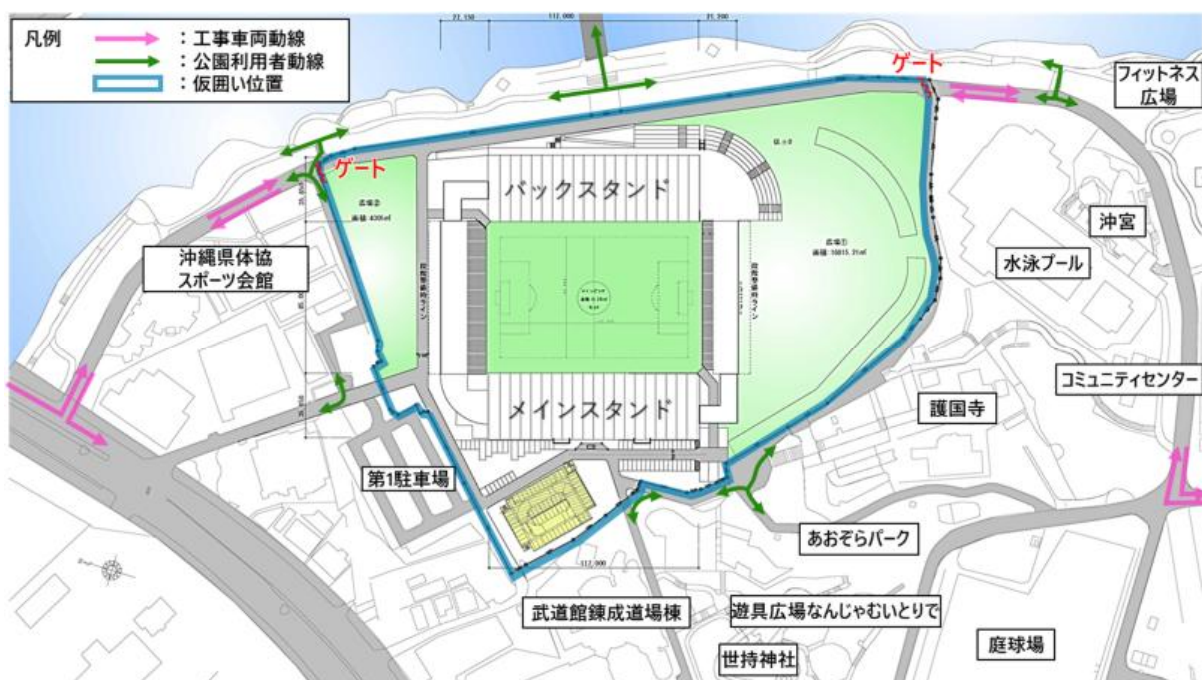 凡例
：工事車両動線
：公園利用者動線
：仮囲い位置
112,000
ゲート
フィットネス
広場
ゲート
バックスタンド
沖宮
沖縄県体協
スポーツ会館
水泳プール
コミュニティセンター
メインスタンド
護国寺
第1駐車場
あおぞらパーク
112,000
武道館錬成道場棟
遊具広場なんじゃむいとりで
世持神社
庭球場